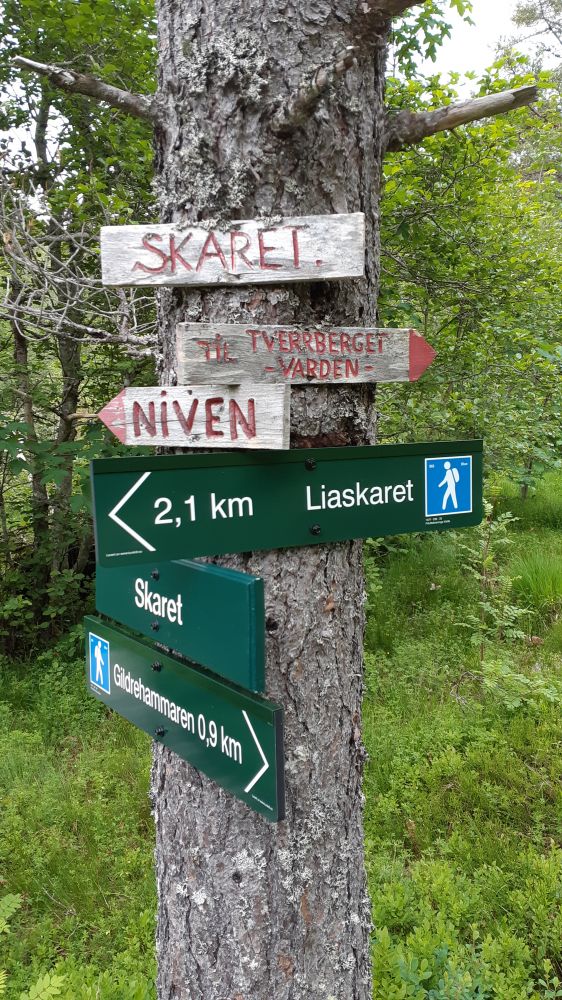 SKARET.
TIL TVERRBERGET
- VARDEN -
NIVEN
2,1 km Liaskaret
Skaret
Gildrehammaren 0,9 km